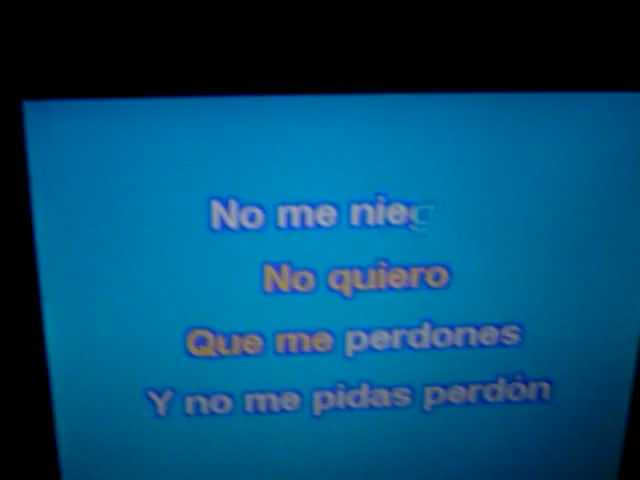 No me nieg
No quiero
Que me perdones
Y no me pidas perdón